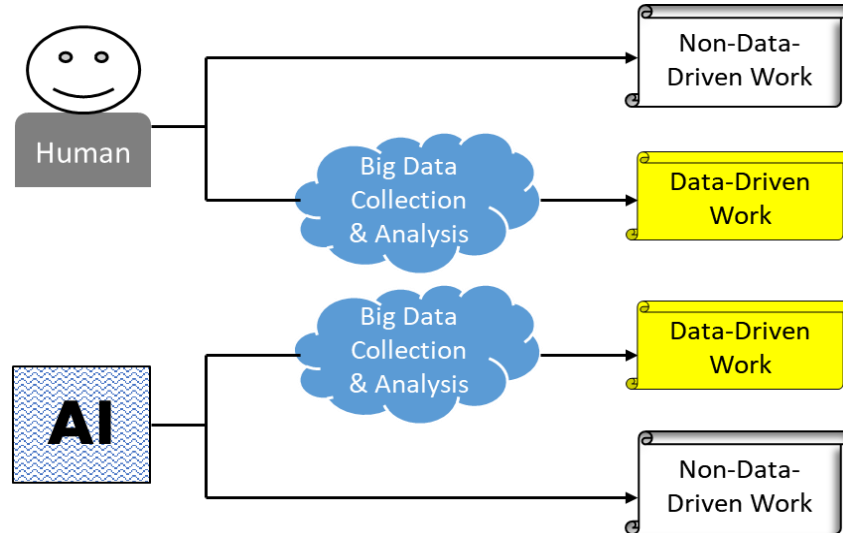 Non-Data-
Driven Work
Human
Big Data
Collection
& Analysis
Data-Driven
Work
Big Data
Collection
& Analysis
Data-Driven
Work
AI
Non-Data-
Driven Work